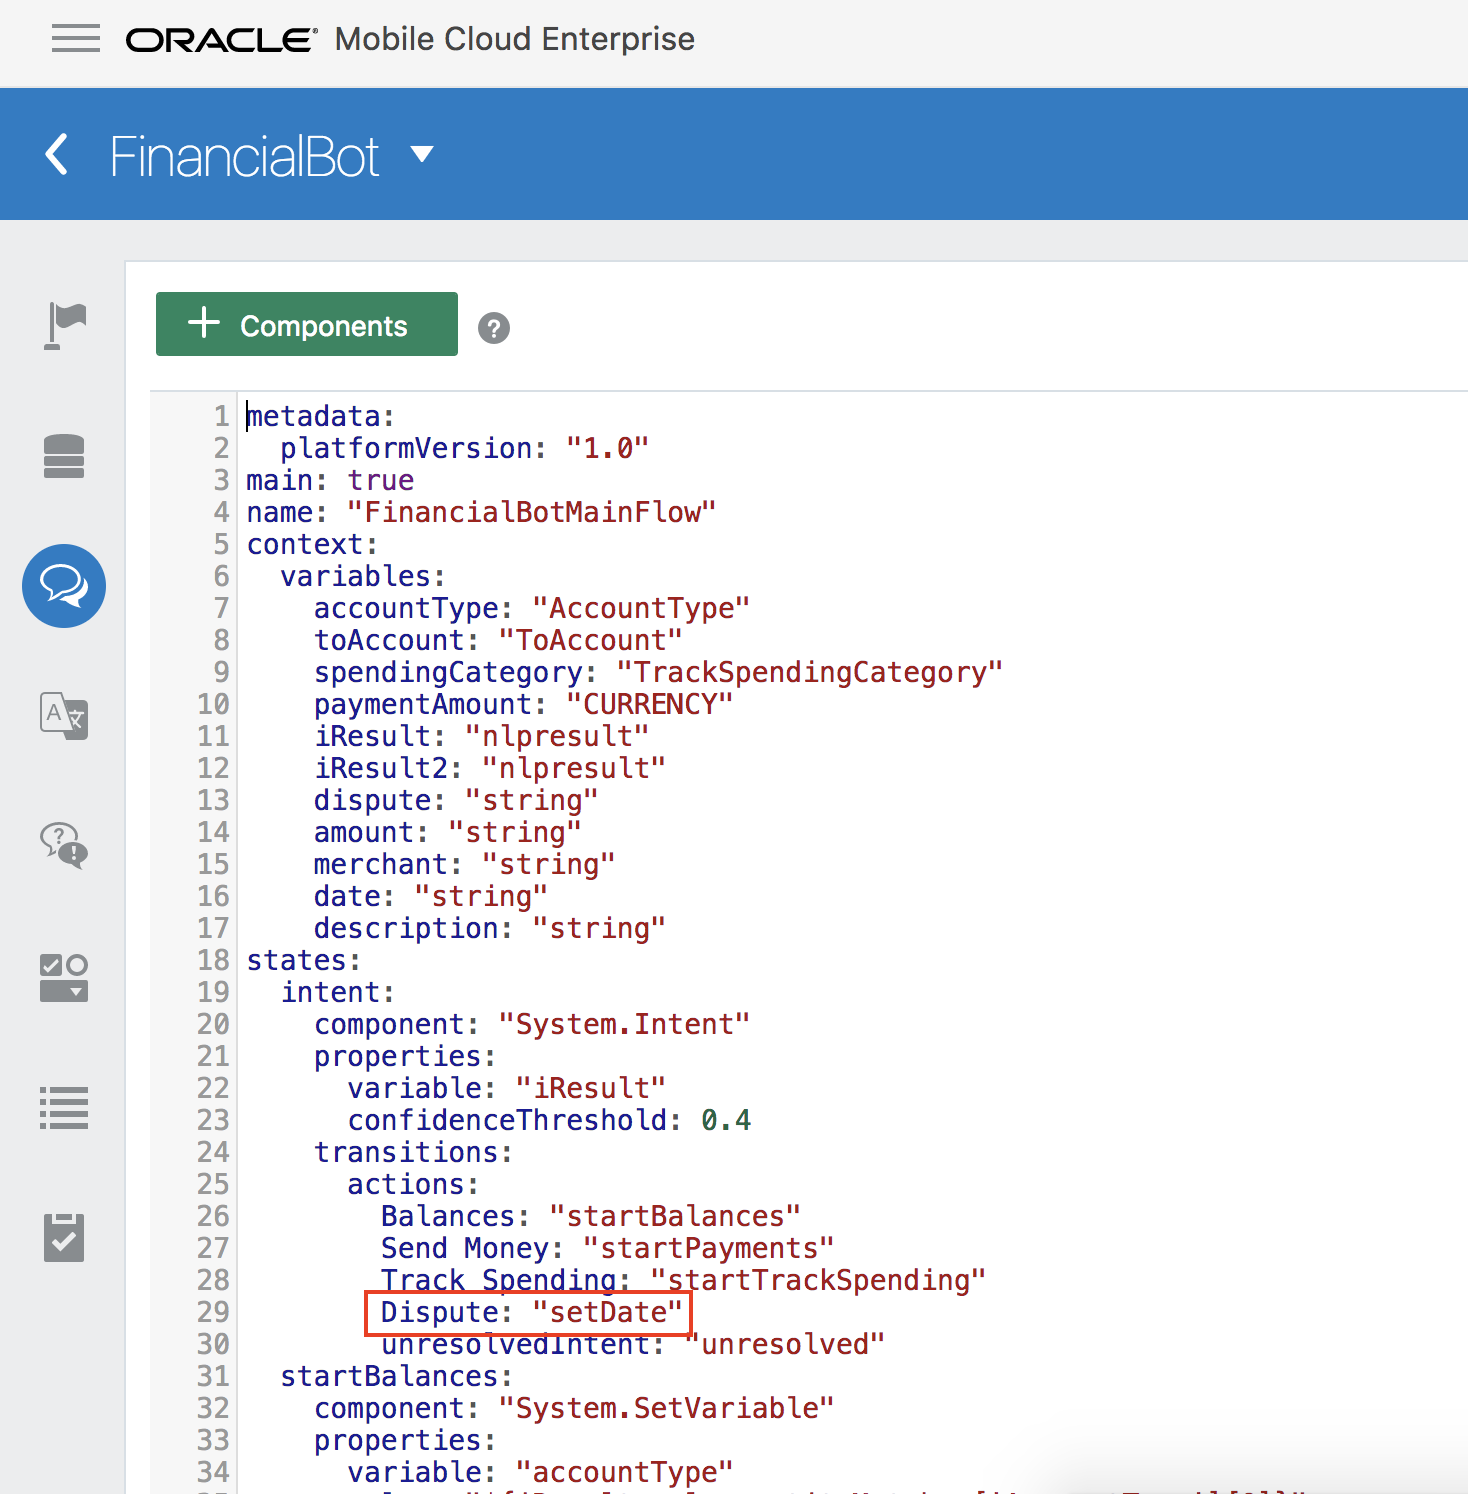 ORACLE® Mobile Cloud Enterprise
FinancialBot
+ Components ?
1 metadata:
2   platformVersion: "1.0"
3 main: true
4 name: "FinancialBotMainFlow"
5 context:
6   variables:
7     accountType: "AccountType"
8     toAccount: "ToAccount"
9     spendingCategory: "TrackSpendingCategory"
10     paymentAmount: "CURRENCY"
11     iResult: "nlpresult"
12     iResult2: "nlpresult"
13     dispute: "string"
14     amount: "string"
15     merchant: "string"
16     date: "string"
17     description: "string"
18 states:
19   intent:
20     component: "System.Intent"
21     properties:
22       variable: "iResult"
23       confidenceThreshold: 0.4
24     transitions:
25       actions:
26         Balances: "startBalances"
27         Send Money: "startPayments"
28         Track Spending: "startTrackSpending"
29         Dispute: "setDate"
30         unresolvedIntent: "unresolved"
31   startBalances:
32     component: "System.SetVariable"
33     properties:
34       variable: "accountType"